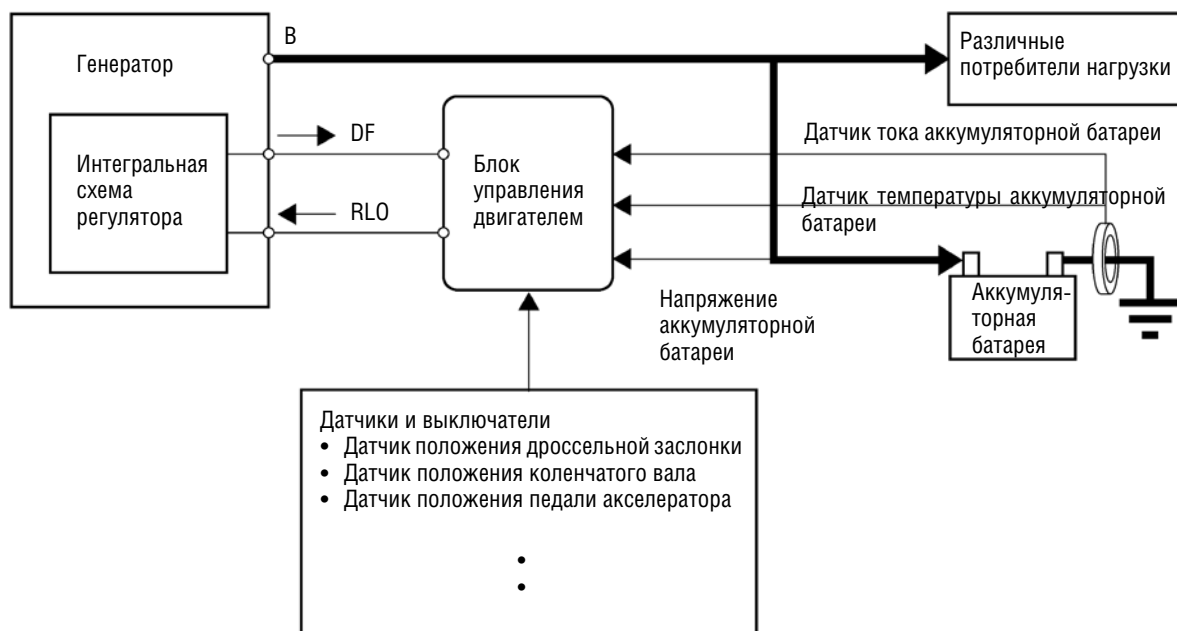 Генератор
B
Различные
потребители нагрузки
Интегральная
схема
регулятора
DF
RLO
Блок
управления
двигателем
Датчик тока аккумуляторной батареи
Датчик температуры аккумуляторной
батареи
Напряжение
аккумуляторной
батареи
Аккумуля-
торная
батарея
Датчики и выключатели
• Датчик положения дроссельной заслонки
• Датчик положения коленчатого вала
• Датчик положения педали акселератора
•
•